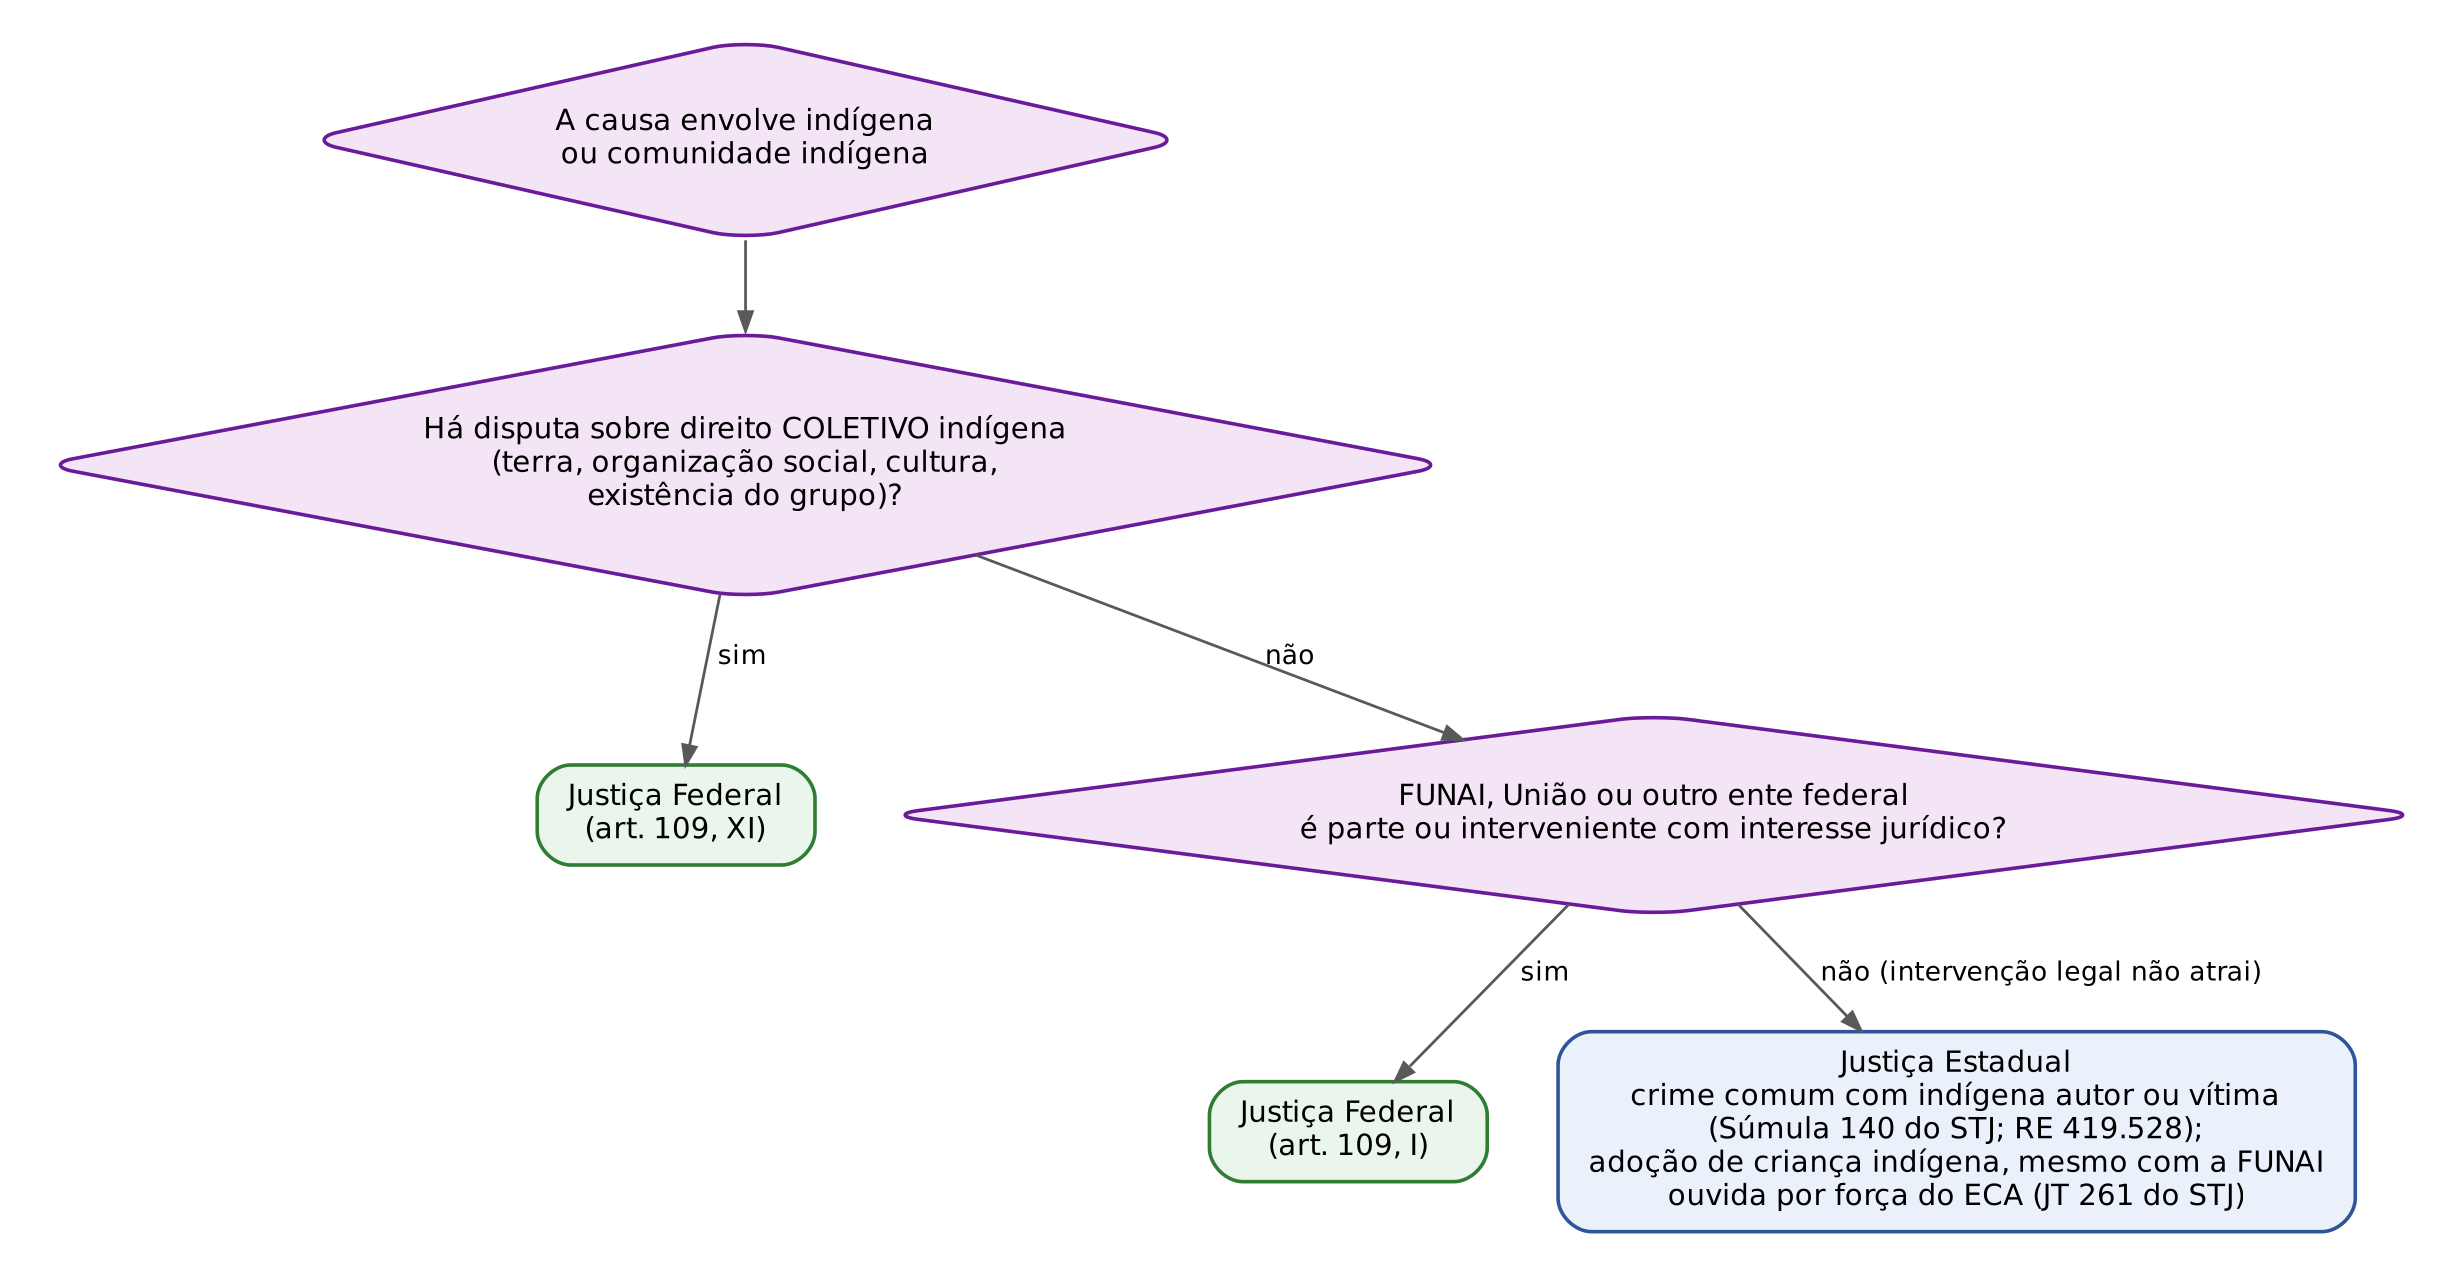 A causa envolve indígena
ou comunidade indígena
Há disputa sobre direito COLETIVO indígena
(terra, organização social, cultura,
existência do grupo)?
sim
não
Justiça Federal
(art. 109, XI)
FUNAI, União ou outro ente federal
é parte ou interveniente com interesse jurídico?
sim
não (intervenção legal não atrai)
Justiça Federal
(art. 109, I)
Justiça Estadual
crime comum com indígena autor ou vítima
(Súmula 140 do STJ; RE 419.528);
adoção de criança indígena, mesmo com a FUNAI
ouvida por força do ECA (JT 261 do STJ)